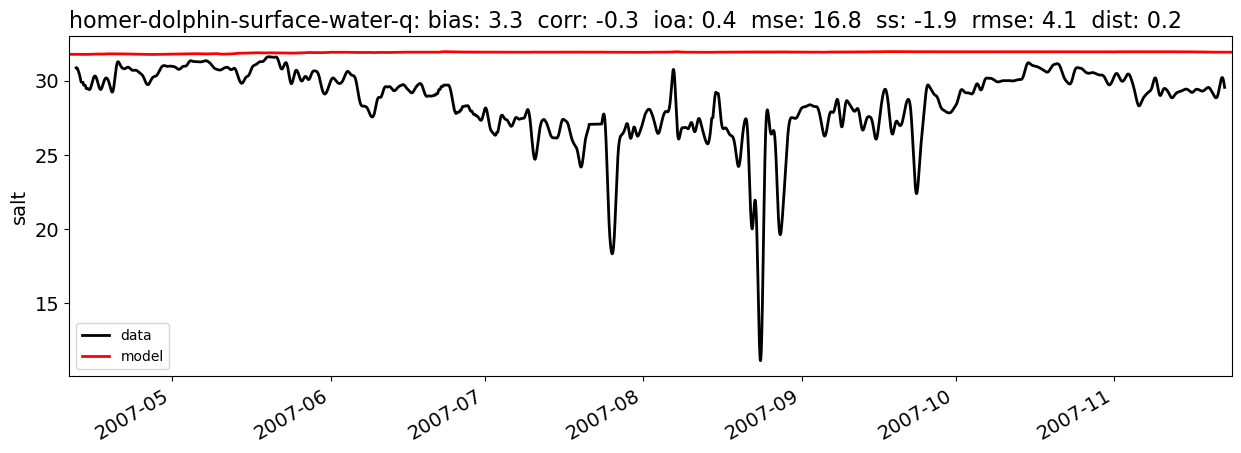 homer-dolphin-surface-water-q: bias: 3.3 corr: -0.3 ioa: 0.4 mse: 16.8 ss: -1.9 rmse: 4.1 dist: 0.2
30
25
20
15
salt
data
model
2007-05
2007-06
2007-07
2007-08
2007-09
2007-10
2007-11